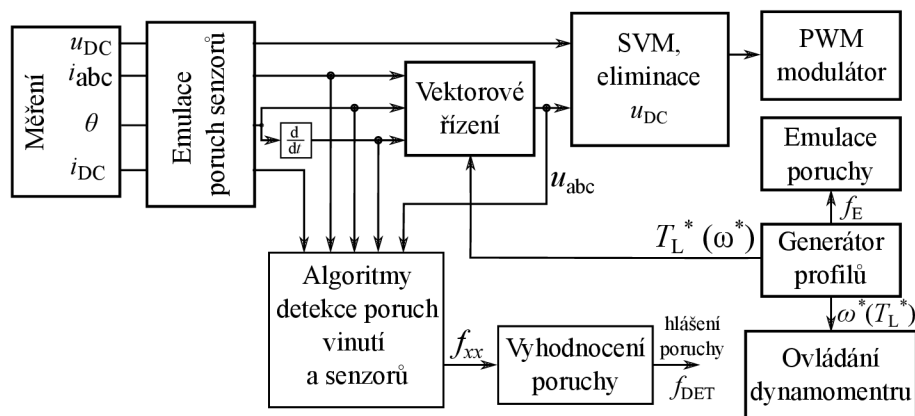 Měření
u_DC
i_abc
θ
i_DC
Emulace
poruch senzorů
d
dt
Vektorové
řízení
u_abc
SVM,
eliminace
u_DC
PWM
modulátor
Emulace
poruchy
f_E
T_L* (ω*)
Generátor
profilů
ω*(T_L*)
Ovládání
dynamomentru
Algoritmy
detekce poruch
vinutí
a senzorů
f_xx
Vyhodnocení
poruchy
hlášení
poruchy
f_DET